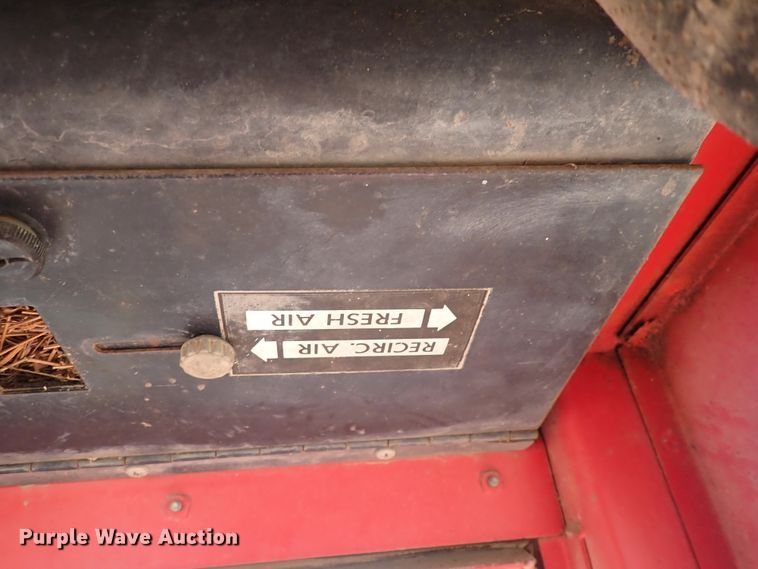 RECIRC. AIR
FRESH AIR
Purple Wave Auction